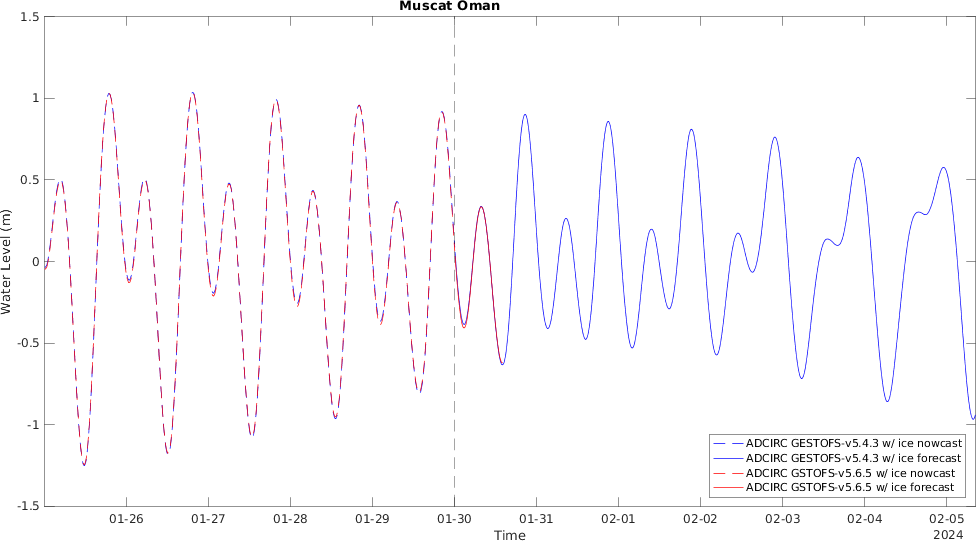 Muscat Oman
1.5
1
0.5
0
-0.5
-1
-1.5
Water Level (m)
01-26
01-27
01-28
01-29
01-30
01-31
02-01
02-02
02-03
02-04
02-05
Time
2024
ADCIRC GESTOFS-v5.4.3 w/ ice nowcast
ADCIRC GESTOFS-v5.4.3 w/ ice forecast
ADCIRC GSTOFS-v5.6.5 w/ ice nowcast
ADCIRC GSTOFS-v5.6.5 w/ ice forecast